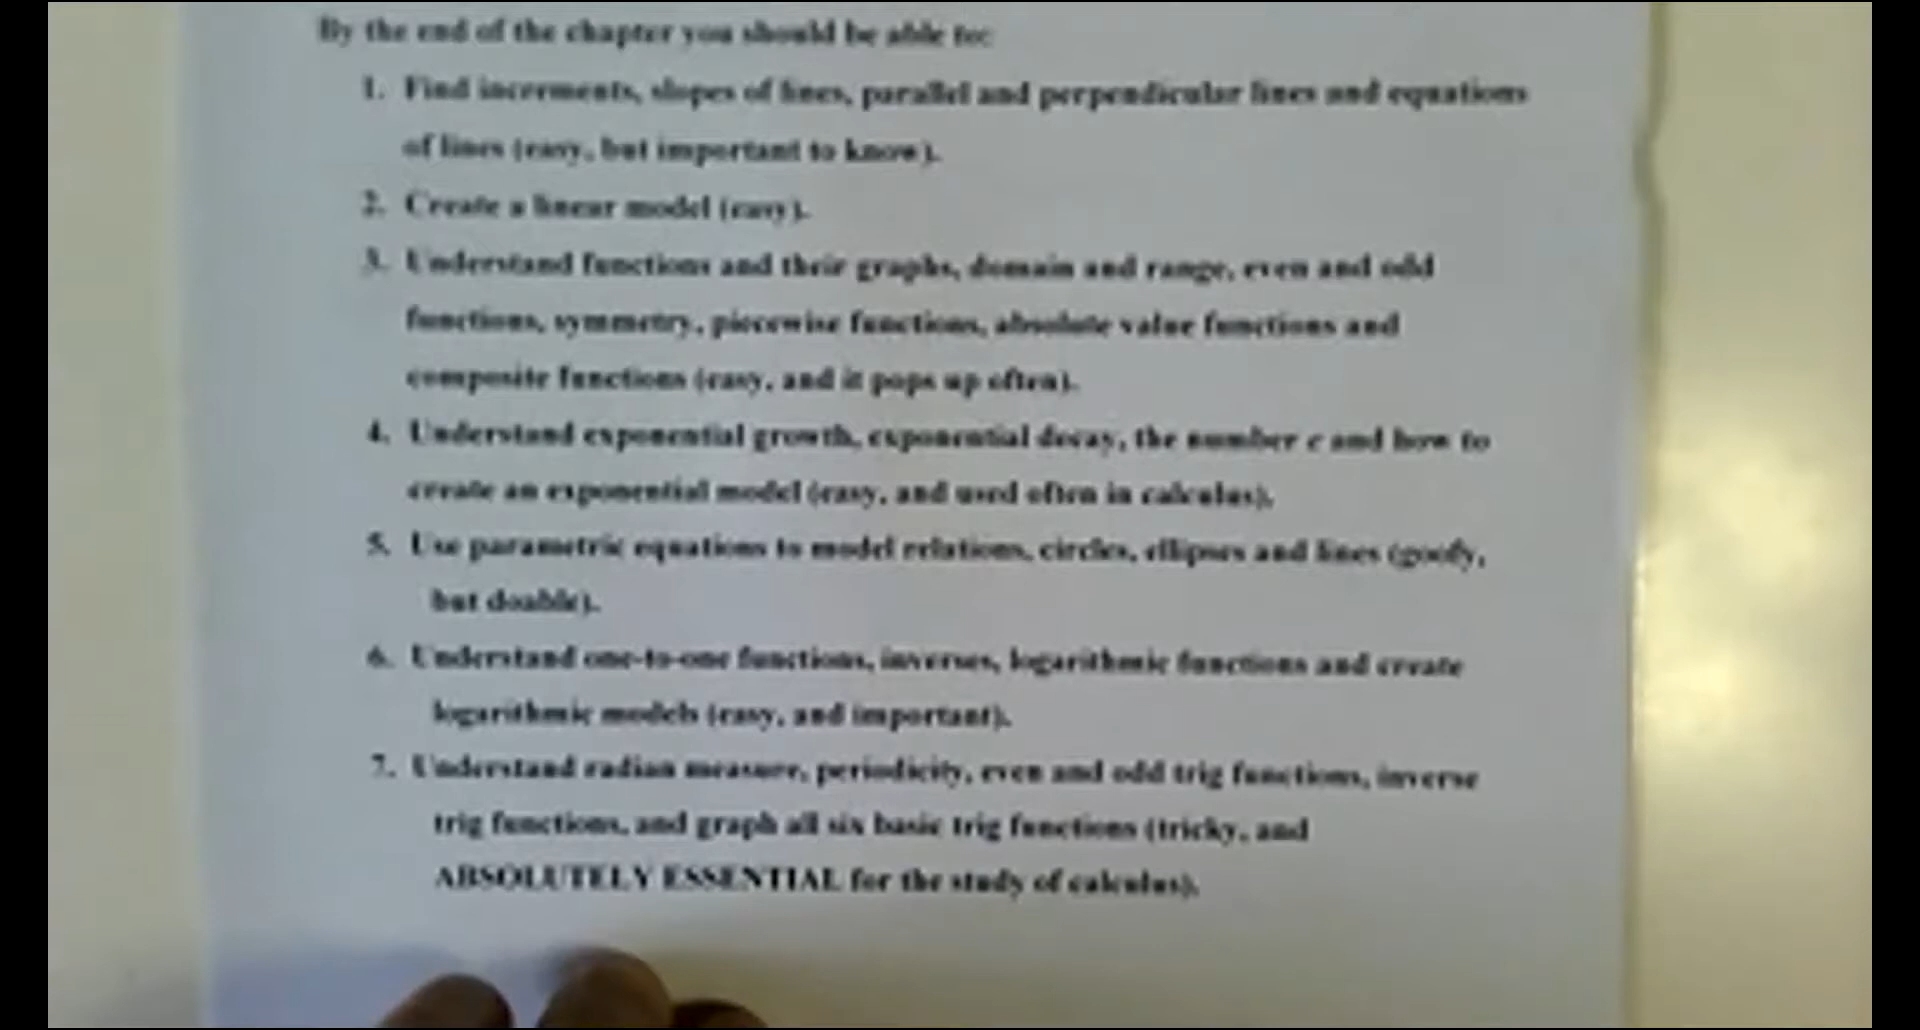 By the end of the chapter you should be able to:
1. Find increments, slopes of lines, parallel and perpendicular lines and equations
of lines (easy, but important to know).
2. Create a linear model (easy).
3. Understand functions and their graphs, domain and range, even and odd
functions, symmetry, piecewise functions, absolute value functions and
composite functions (easy, and it pops up often).
4. Understand exponential growth, exponential decay, the number e and how to
create an exponential model (easy, and used often in calculus).
5. Use parametric equations to model relations, circles, ellipses and lines (goofy,
but doable).
6. Understand one-to-one functions, inverses, logarithmic functions and create
logarithmic models (easy, and important).
7. Understand radian measure, periodicity, even and odd trig functions, inverse
trig functions, and graph all six basic trig functions (tricky, and
ABSOLUTELY ESSENTIAL for the study of calculus).